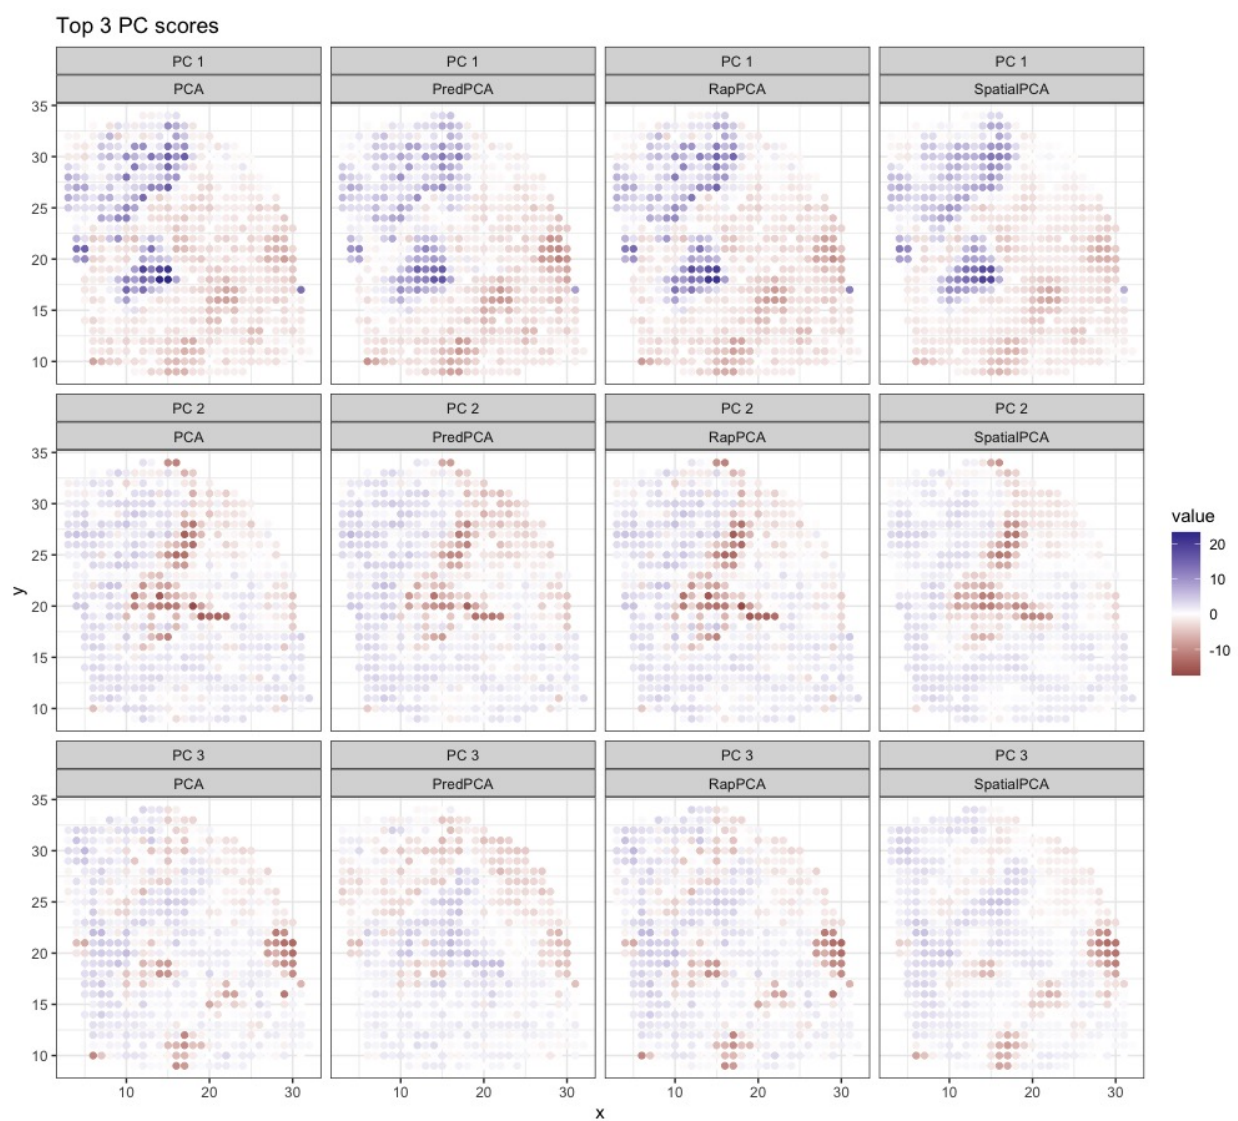 Top 3 PC scores
PC 1 PC 1 PC 1 PC 1
PCA PredPCA RapPCA SpatialPCA
35
30
25
20
15
10
PC 2 PC 2 PC 2 PC 2
PCA PredPCA RapPCA SpatialPCA
35
30
25
20
15
10
y
value
20
10
0
-10
PC 3 PC 3 PC 3 PC 3
PCA PredPCA RapPCA SpatialPCA
35
30
25
20
15
10
10 20 30 10 20 30 10 20 30 10 20 30
x